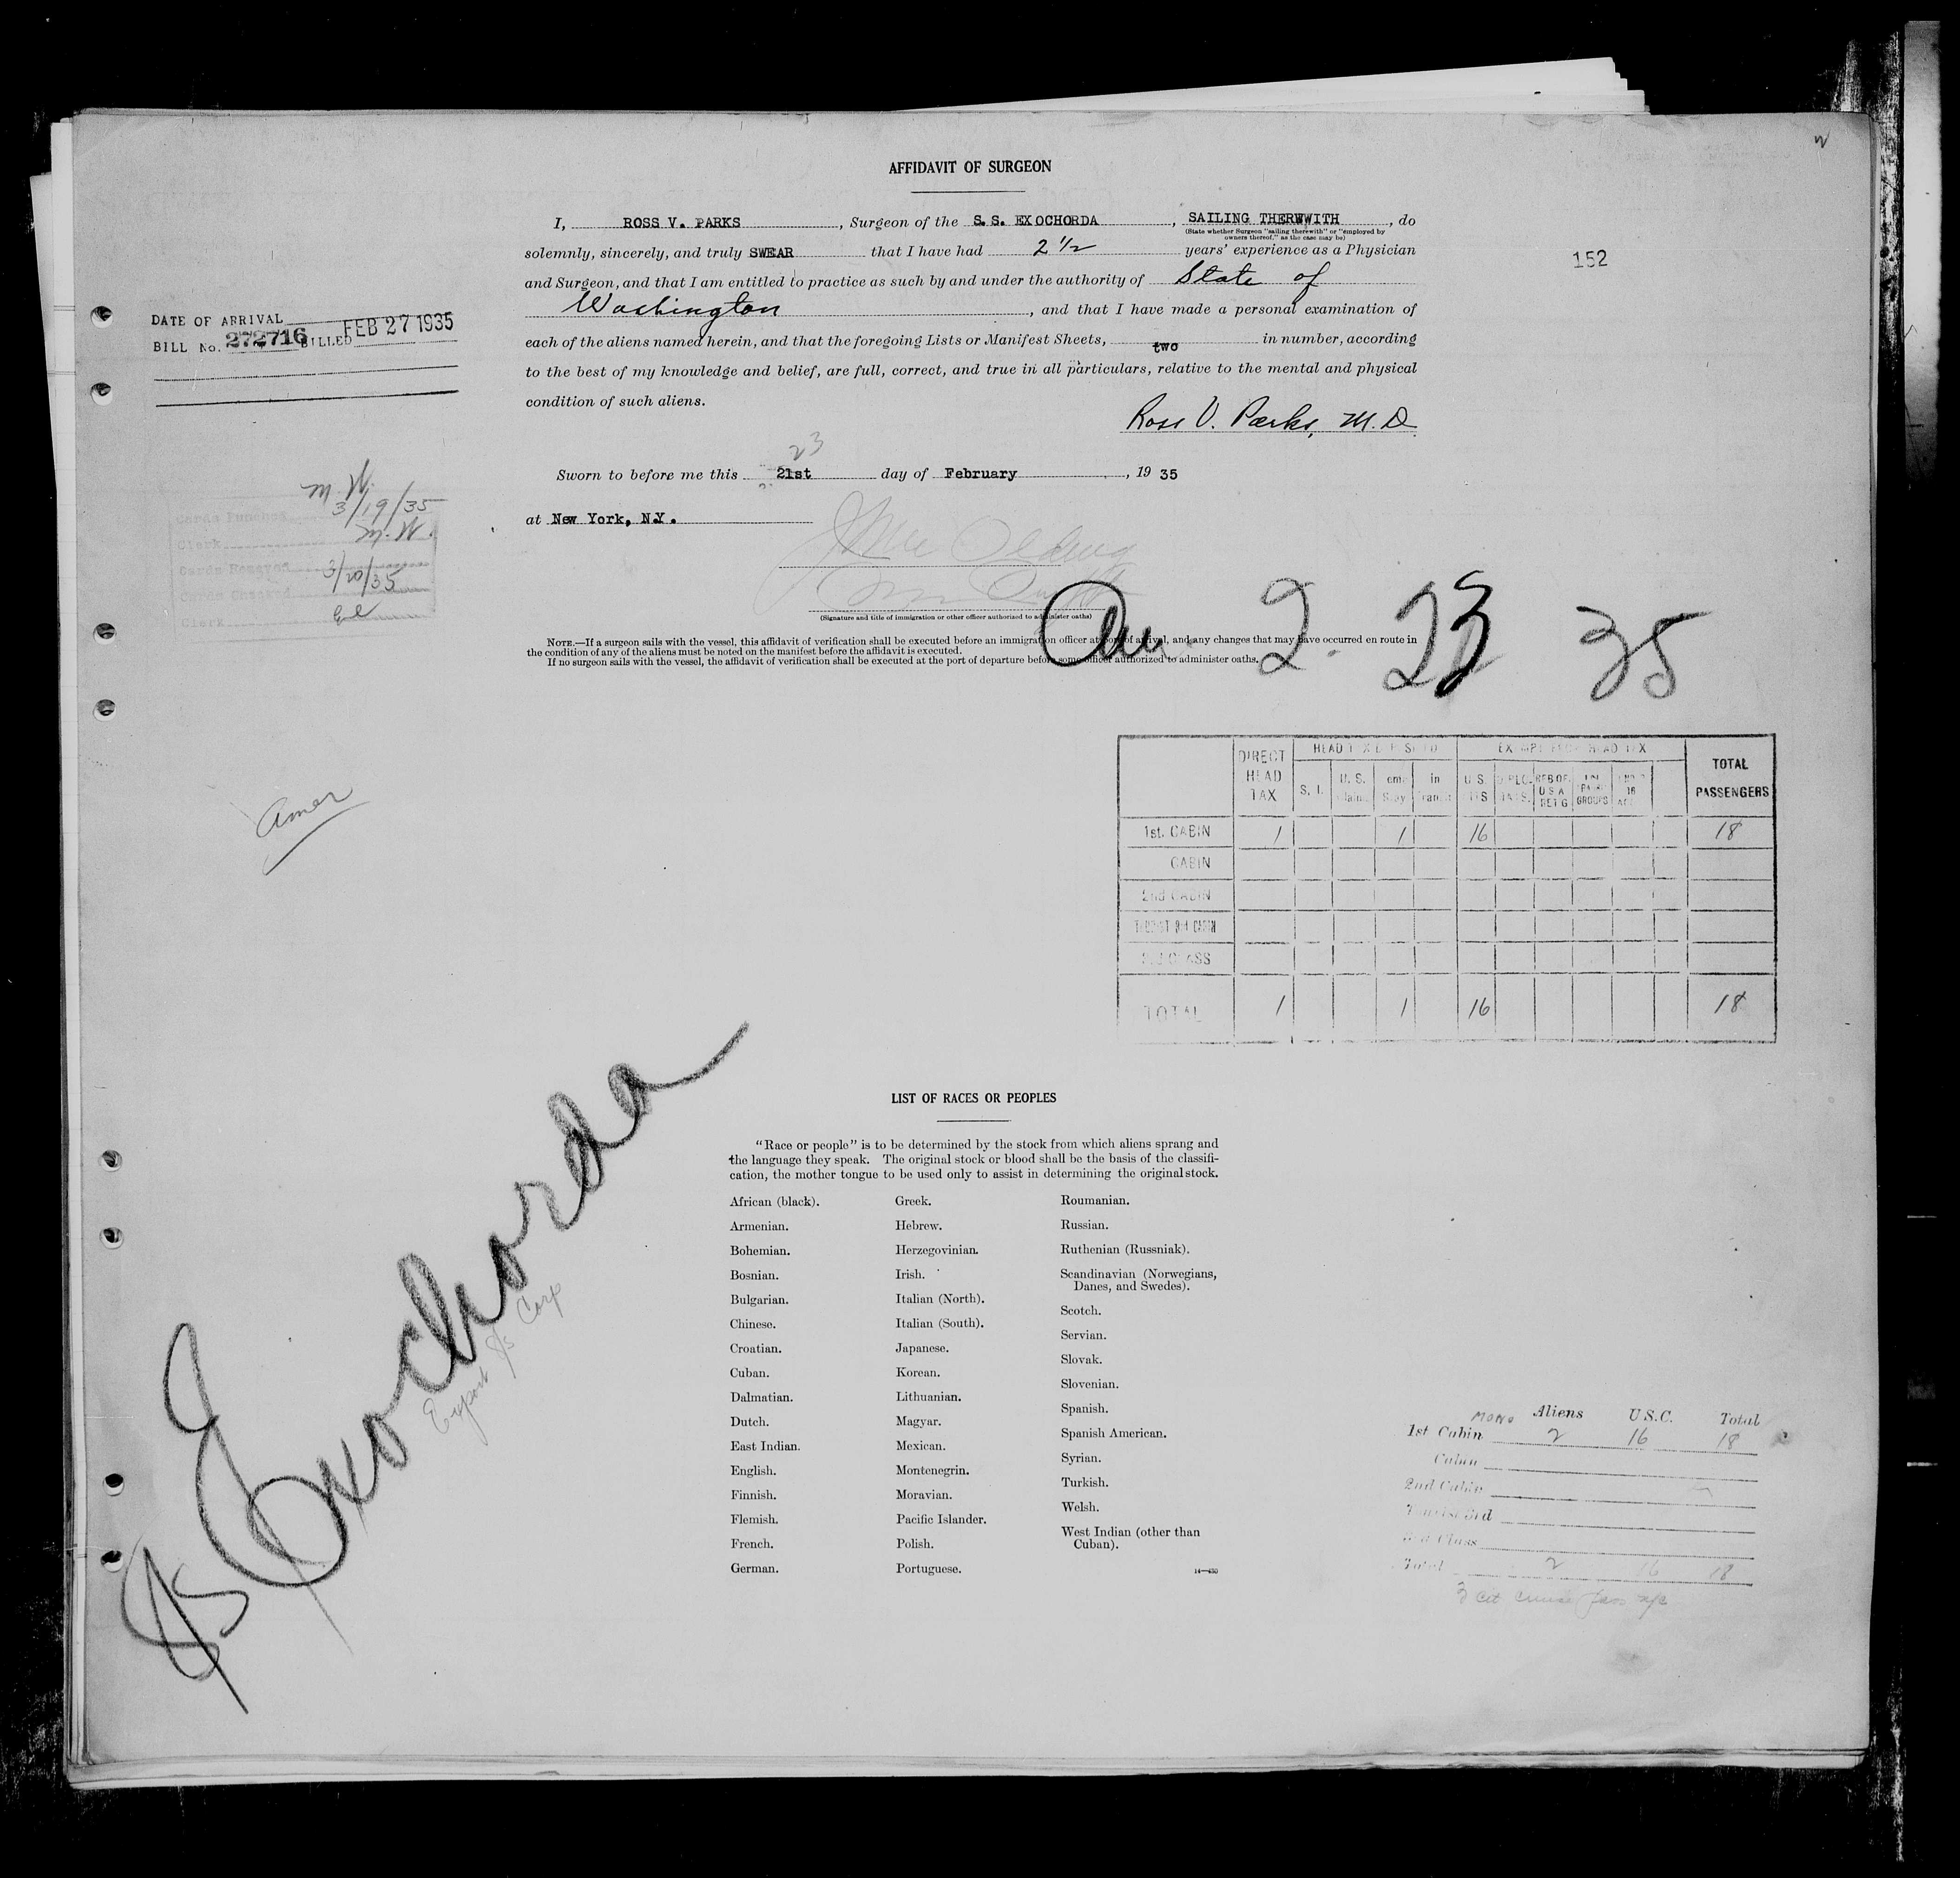 AFFIDAVIT OF SURGEON
I, ROSS V. PARKS, Surgeon of the S.S. EXOCHORDA, SAILING THEREWITH, do
(State whether Surgeon "sailing therewith" or "employed by
owners thereof," as the case may be)
solemnly, sincerely, and truly SWEAR that I have had 2 1/2 years' experience as a Physician
152
and Surgeon, and that I am entitled to practice as such by and under the authority of State of
Washington, and that I have made a personal examination of
each of the aliens named herein, and that the foregoing Lists or Manifest Sheets, two in number, according
to the best of my knowledge and belief, are full, correct, and true in all particulars, relative to the mental and physical
condition of such aliens.
Ross V. Parks, M.D.
DATE OF ARRIVAL
BILL No. 272716 BILLED FEB 27 1935
23
Sworn to before me this 21st day of February, 1935
at New York, N.Y.
M.W.
Cards Punched 3/19/35
Clerk M.W.
3/20/35
Clerk
(Signature and title of immigration or other officer authorized to administer oaths)
2. 23 35
NOTE.—If a surgeon sails with the vessel, this affidavit of verification shall be executed before an immigration officer at port of arrival, and any changes that may have occurred en route in
the condition of any of the aliens must be noted on the manifest before the affidavit is executed.
If no surgeon sails with the vessel, the affidavit of verification shall be executed at the port of departure before some officer authorized to administer oaths.
Amer
DIRECT HEAD TAX
S. I.
U. S.
in
U S
TOTAL PASSENGERS
1st. CABIN 1 1 16 18
CABIN
2nd CABIN
TOTAL 1 1 16 18
SS Exochorda
Export SS Corp
LIST OF RACES OR PEOPLES
"Race or people" is to be determined by the stock from which aliens sprang and
the language they speak. The original stock or blood shall be the basis of the classifi-
cation, the mother tongue to be used only to assist in determining the original stock.
African (black).
Armenian.
Bohemian.
Bosnian.
Bulgarian.
Chinese.
Croatian.
Cuban.
Dalmatian.
Dutch.
East Indian.
English.
Finnish.
Flemish.
French.
German.
Greek.
Hebrew.
Herzegovinian.
Irish.
Italian (North).
Italian (South).
Japanese.
Korean.
Lithuanian.
Magyar.
Mexican.
Montenegrin.
Moravian.
Pacific Islander.
Polish.
Portuguese.
Roumanian.
Russian.
Ruthenian (Russniak).
Scandinavian (Norwegians,
Danes, and Swedes).
Scotch.
Servian.
Slovak.
Slovenian.
Spanish.
Spanish American.
Syrian.
Turkish.
Welsh.
West Indian (other than
Cuban).
Aliens U.S.C. Total
1st Cabin 2 16 18
Cabin
2nd Cabin
Total 2 16 18